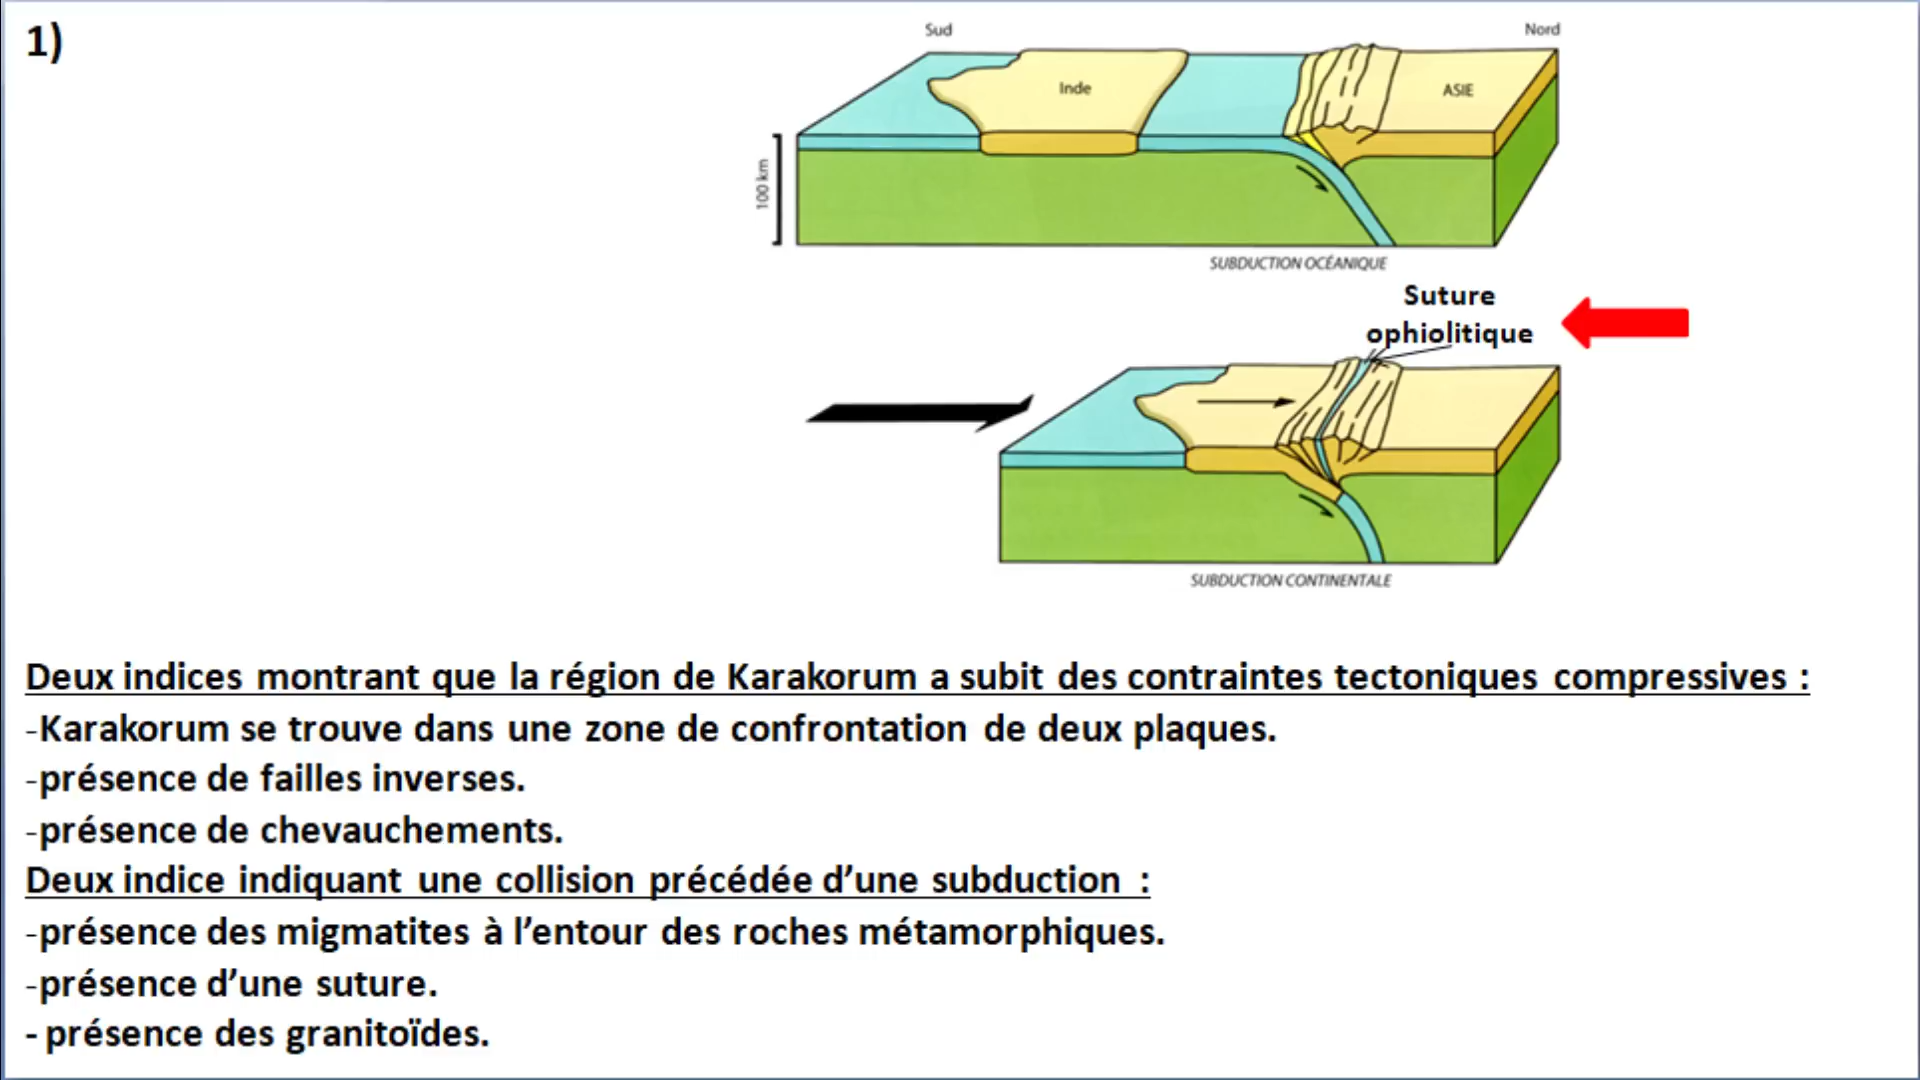 1)
Sud
Nord
Inde
ASIE
100 km
SUBDUCTION OCÉANIQUE
Suture
ophiolitique
SUBDUCTION CONTINENTALE
Deux indices montrant que la région de Karakorum a subit des contraintes tectoniques compressives :
-Karakorum se trouve dans une zone de confrontation de deux plaques.
-présence de failles inverses.
-présence de chevauchements.
Deux indice indiquant une collision précédée d’une subduction :
-présence des migmatites à l’entour des roches métamorphiques.
-présence d’une suture.
- présence des granitoïdes.